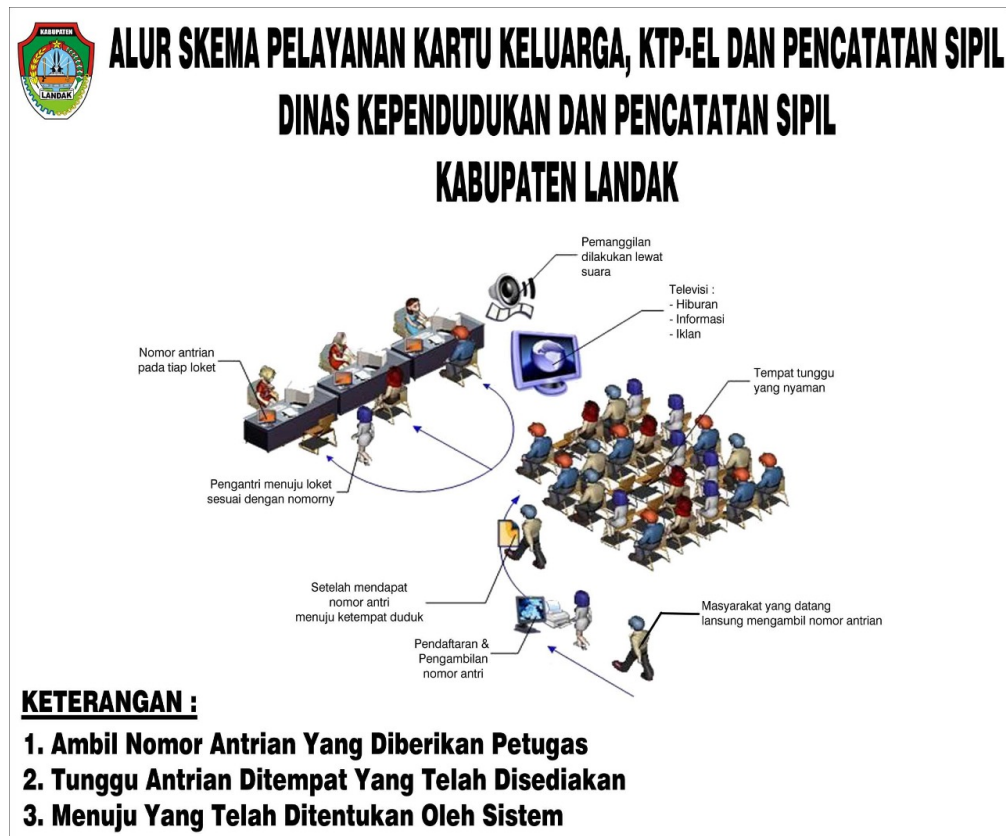 KABUPATEN
LANDAK
ALUR SKEMA PELAYANAN KARTU KELUARGA, KTP-EL DAN PENCATATAN SIPIL
DINAS KEPENDUDUKAN DAN PENCATATAN SIPIL
KABUPATEN LANDAK
Pemanggilan
dilakukan lewat
suara
Televisi :
- Hiburan
- Informasi
- Iklan
Nomor antrian
pada tiap loket
Tempat tunggu
yang nyaman
Pengantri menuju loket
sesuai dengan nomorny
Setelah mendapat
nomor antri
menuju ketempat duduk
Masyarakat yang datang
lansung mengambil nomor antrian
Pendaftaran &
Pengambilan
nomor antri
KETERANGAN :
1. Ambil Nomor Antrian Yang Diberikan Petugas
2. Tunggu Antrian Ditempat Yang Telah Disediakan
3. Menuju Yang Telah Ditentukan Oleh Sistem